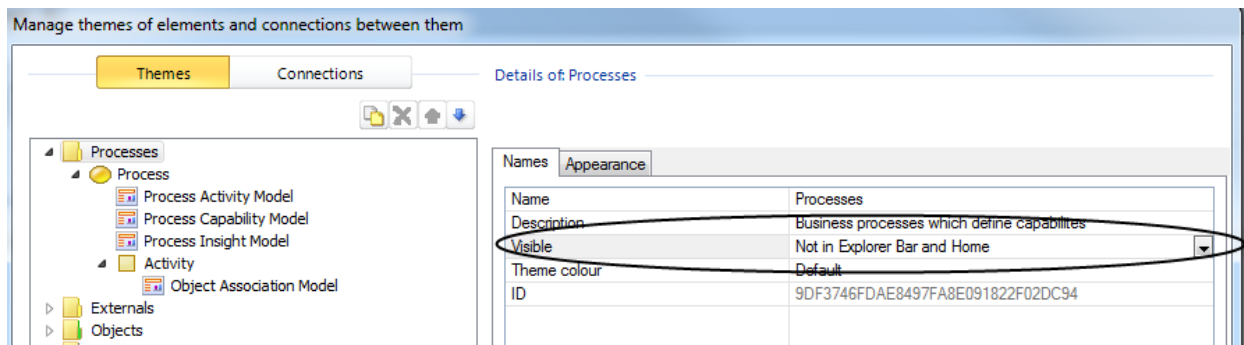 Manage themes of elements and connections between them
Themes Connections
Details of: Processes
Processes
Process
Process Activity Model
Process Capability Model
Process Insight Model
Activity
Object Association Model
Externals
Objects
Names Appearance
Name Processes
Description Business processes which define capabilites
Visible Not in Explorer Bar and Home
Theme colour Default
ID 9DF3746FDAE8497FA8E091822F02DC94